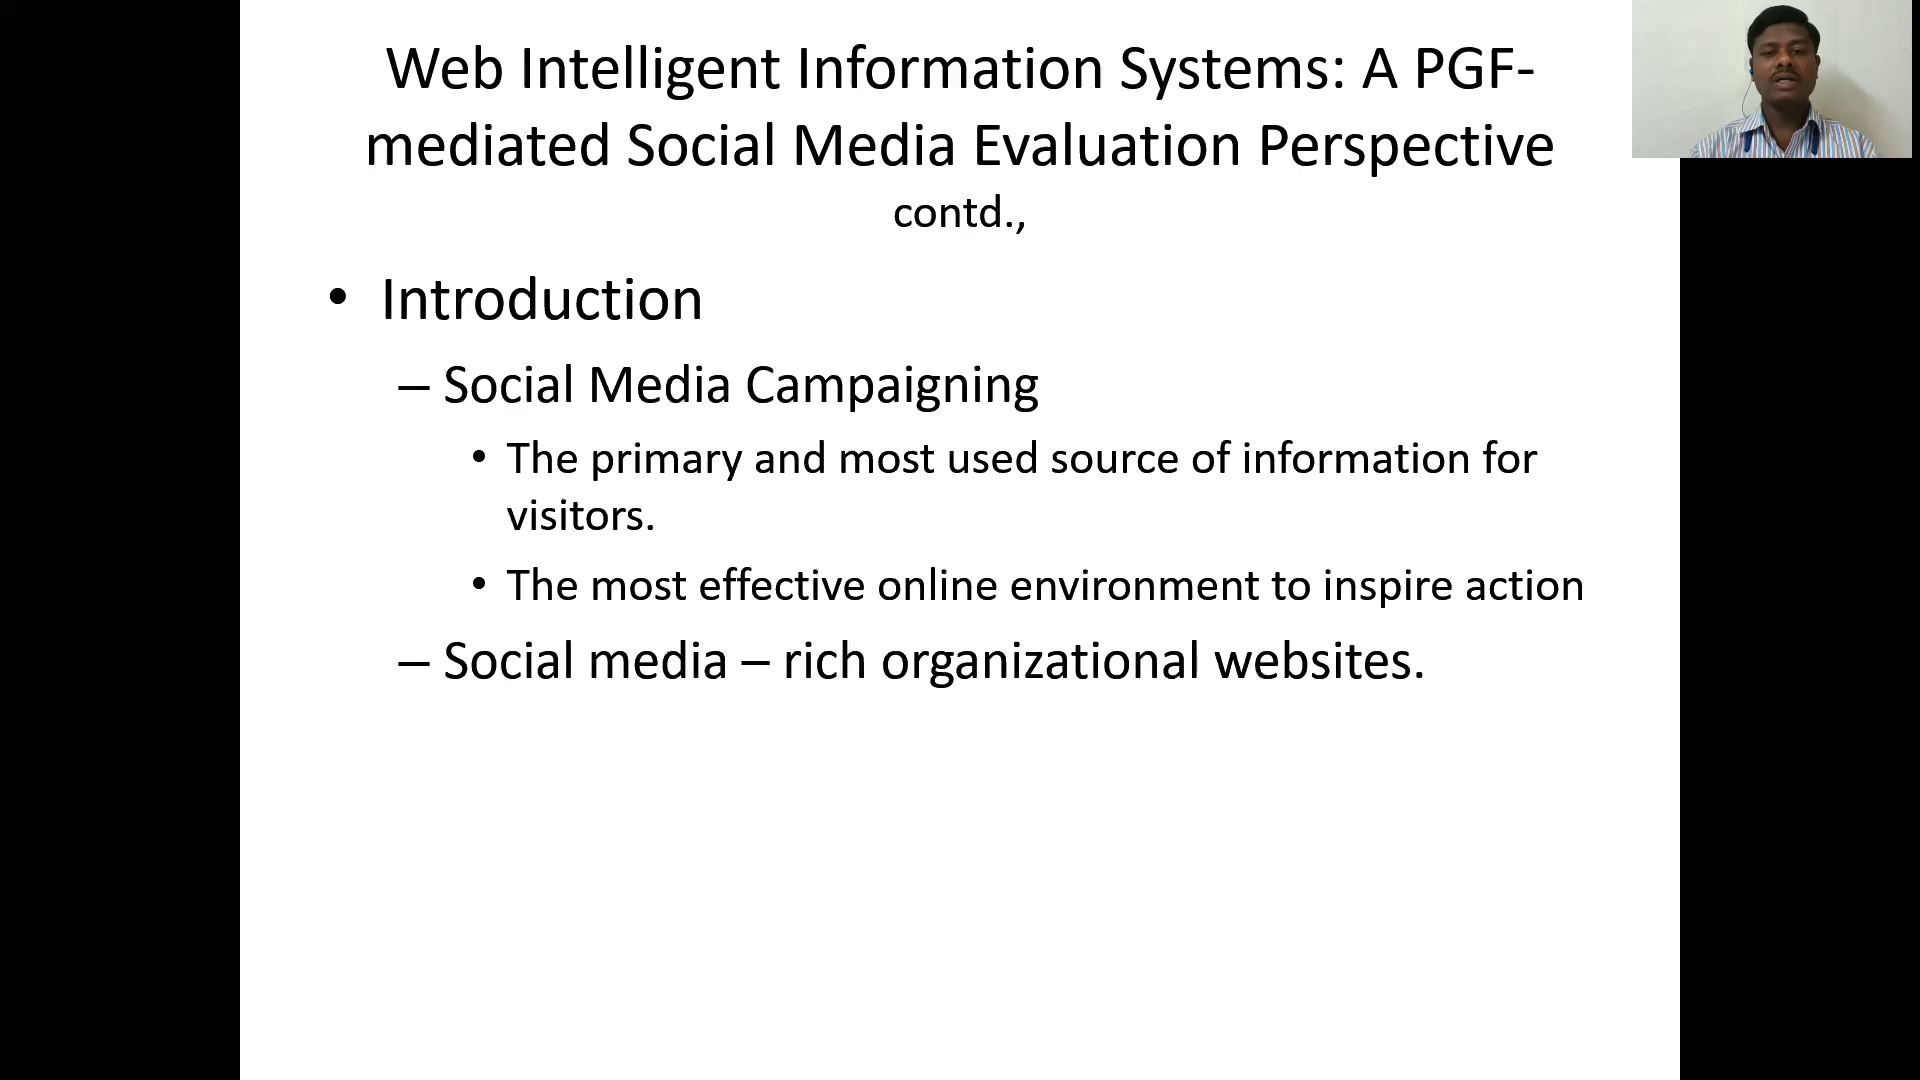 Web Intelligent Information Systems: A PGF-
mediated Social Media Evaluation Perspective
contd.,
• Introduction
– Social Media Campaigning
• The primary and most used source of information for
visitors.
• The most effective online environment to inspire action
– Social media – rich organizational websites.